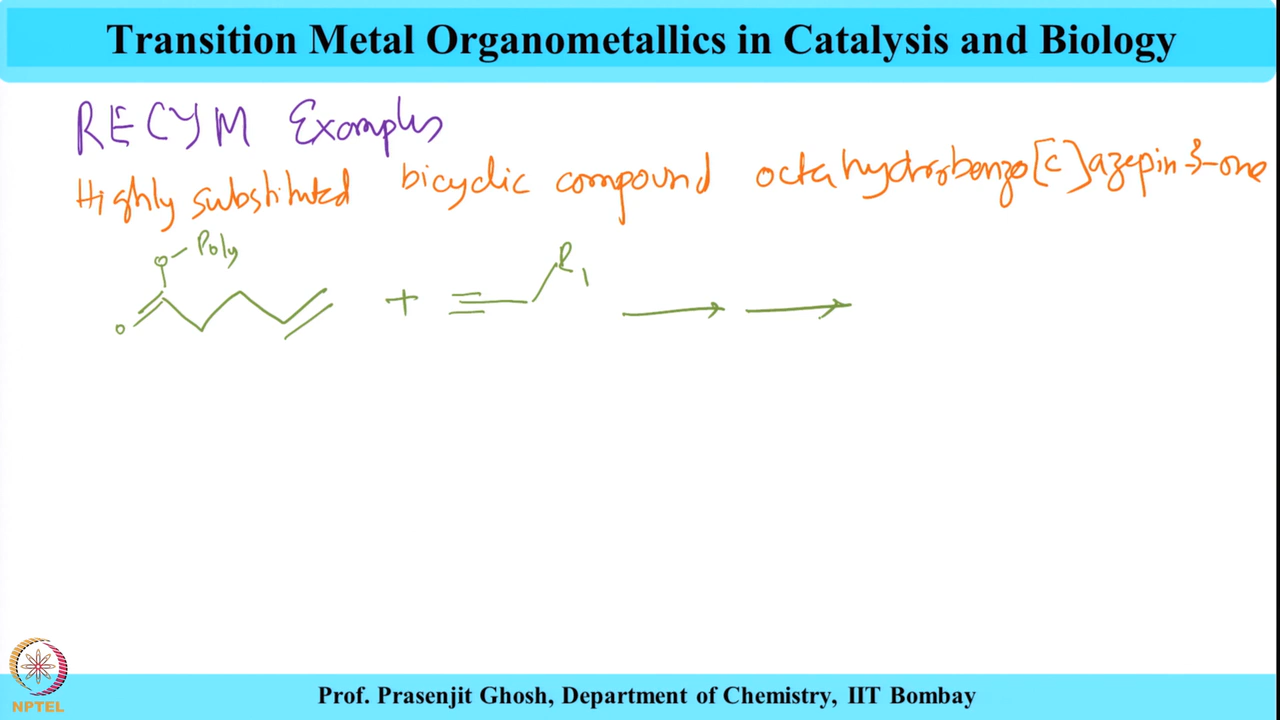 Transition Metal Organometallics in Catalysis and Biology
RECYM Examples
Highly substituted bicyclic compound octahydrobenzo[c]azepin-3-one
O-Poly
R1
O
+
Prof. Prasenjit Ghosh, Department of Chemistry, IIT Bombay
NPTEL